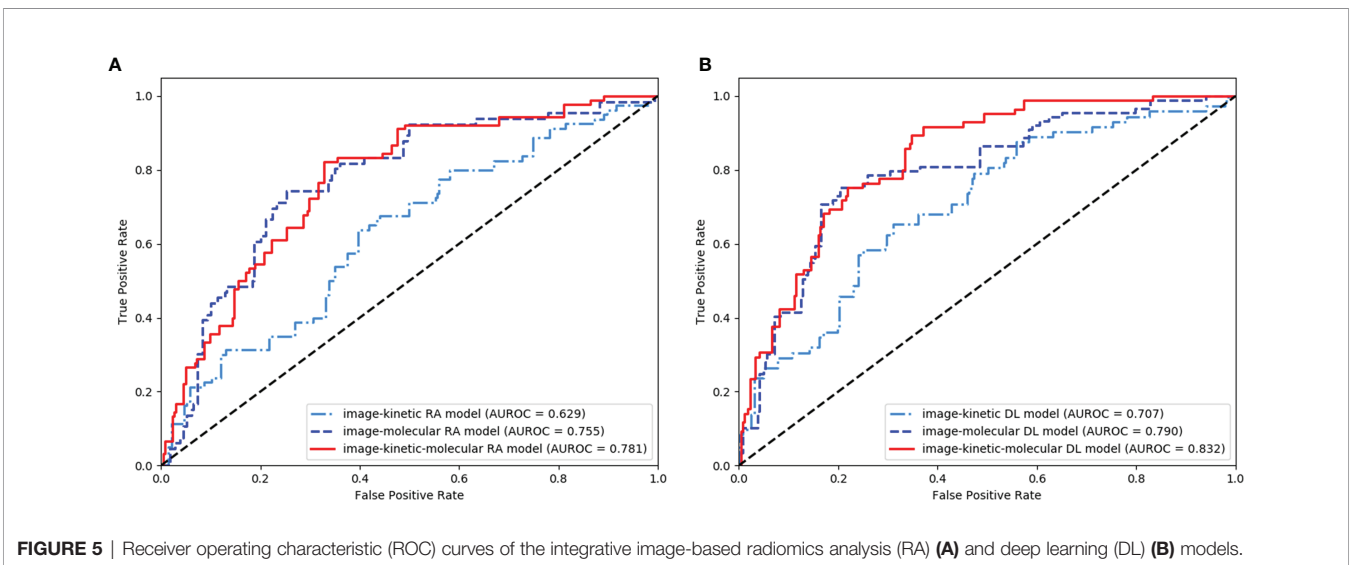 A
True Positive Rate
1.0
0.8
0.6
0.4
0.2
0.0
image-kinetic RA model (AUROC = 0.629)
image-molecular RA model (AUROC = 0.755)
image-kinetic-molecular RA model (AUROC = 0.781)
0.0 0.2 0.4 0.6 0.8 1.0
False Positive Rate
B
True Positive Rate
1.0
0.8
0.6
0.4
0.2
0.0
image-kinetic DL model (AUROC = 0.707)
image-molecular DL model (AUROC = 0.790)
image-kinetic-molecular DL model (AUROC = 0.832)
0.0 0.2 0.4 0.6 0.8 1.0
False Positive Rate
FIGURE 5 | Receiver operating characteristic (ROC) curves of the integrative image-based radiomics analysis (RA) (A) and deep learning (DL) (B) models.